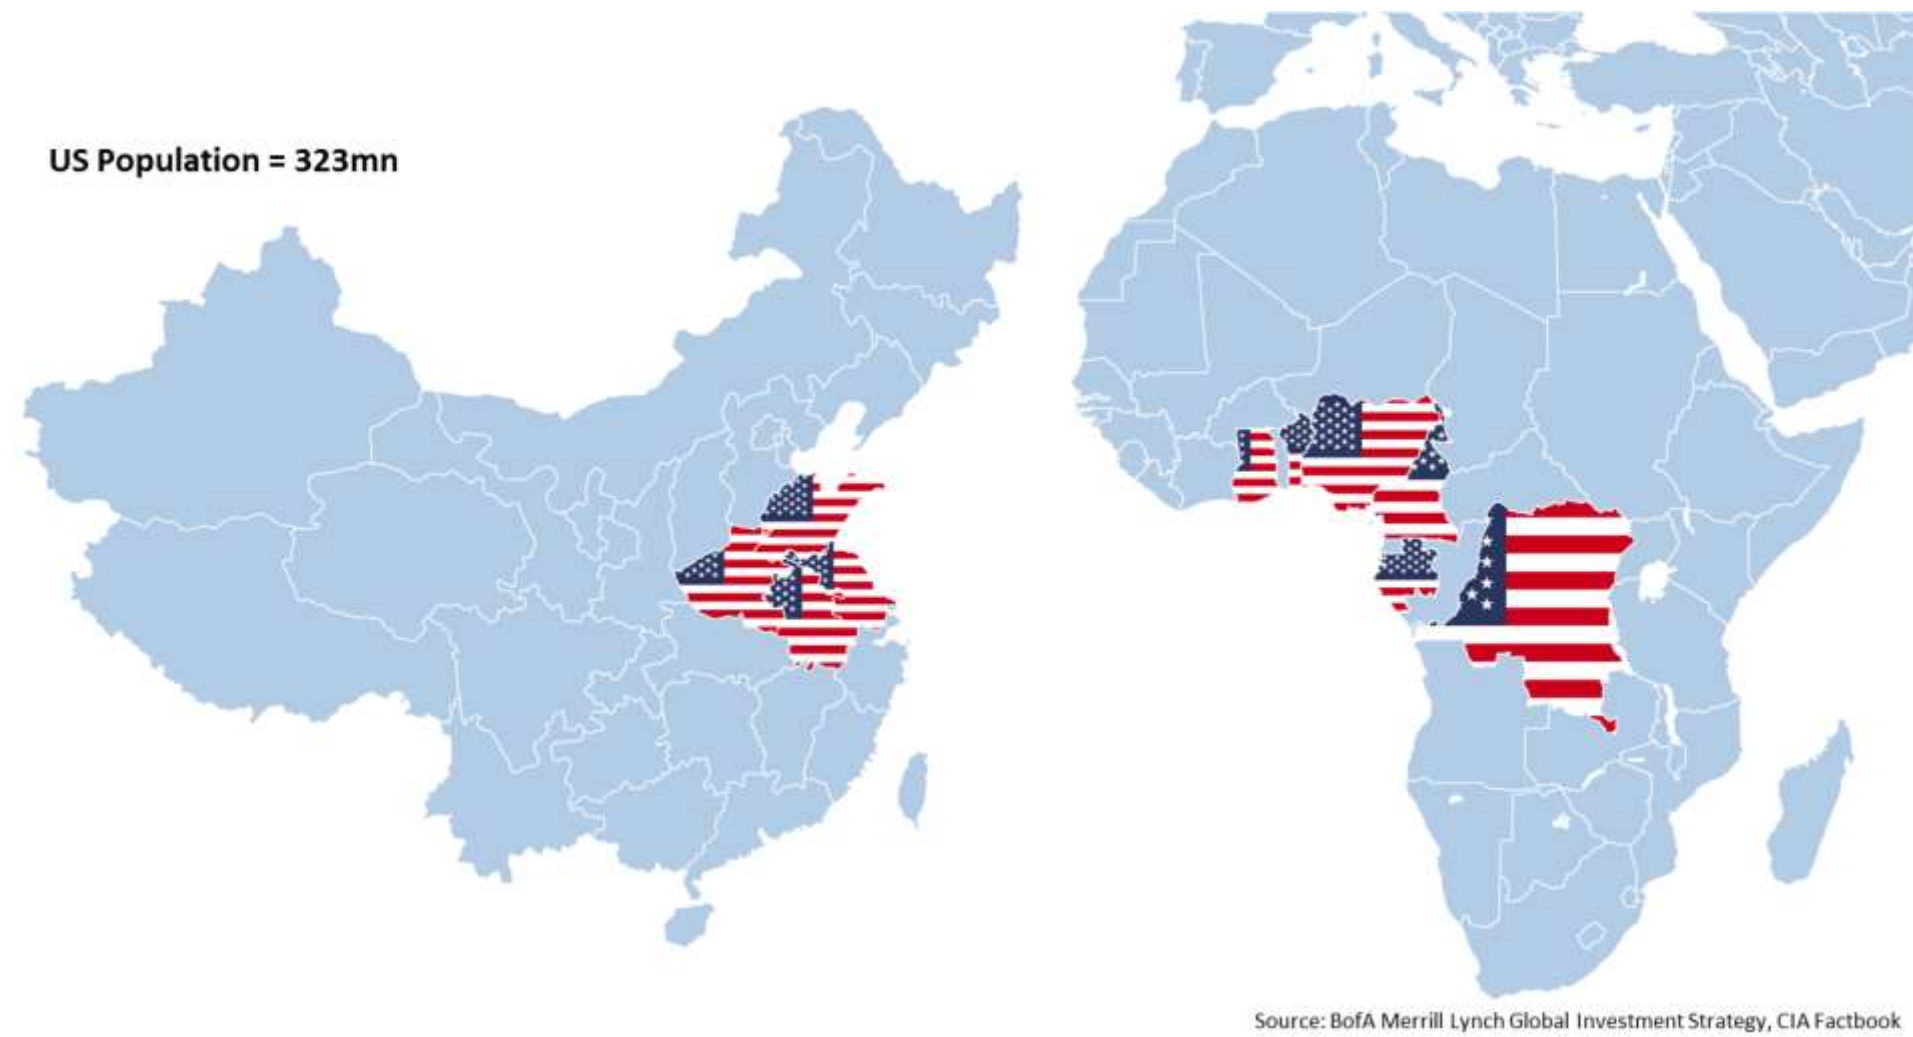 US Population = 323mn
Source: BofA Merrill Lynch Global Investment Strategy, CIA Factbook